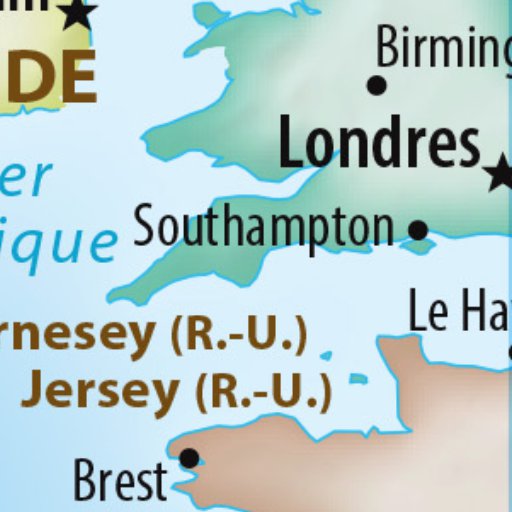 DE
Birming
Londres
er
ique
Southampton
Le Ha
rnesey (R.-U.)
Jersey (R.-U.)
Brest